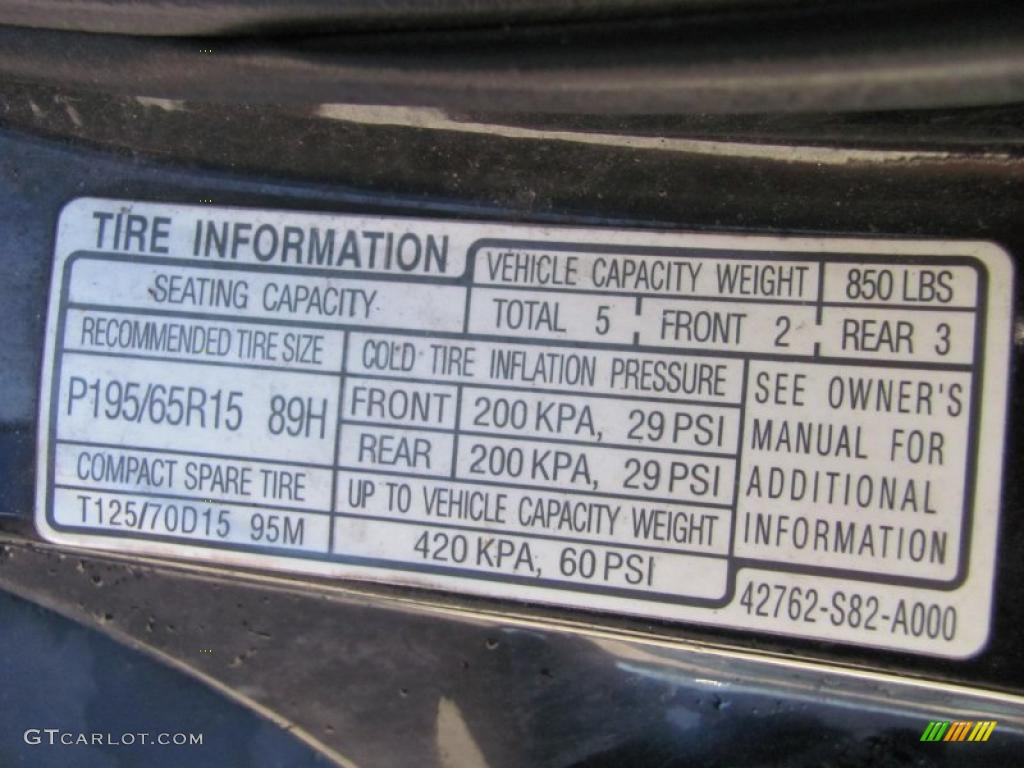 TIRE INFORMATION
VEHICLE CAPACITY WEIGHT 850 LBS
SEATING CAPACITY TOTAL 5 FRONT 2 REAR 3
RECOMMENDED TIRE SIZE
P195/65R15 89H
COMPACT SPARE TIRE
T125/70D15 95M
COLD TIRE INFLATION PRESSURE
FRONT 200 KPA, 29 PSI
REAR 200 KPA, 29 PSI
UP TO VEHICLE CAPACITY WEIGHT
420 KPA, 60 PSI
SEE OWNER'S
MANUAL FOR
ADDITIONAL
INFORMATION
42762-S82-A000
GTCARLOT.COM